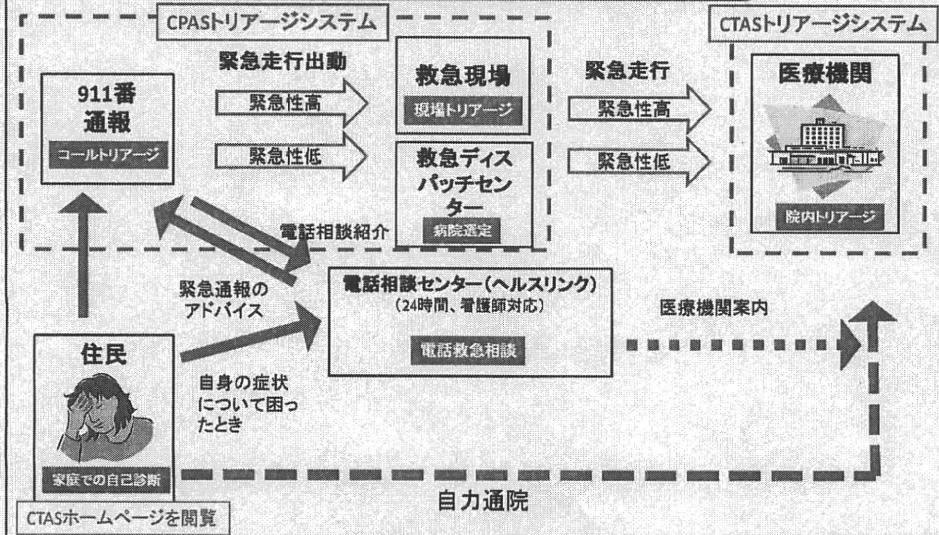 CPASトリアージシステム
CTASトリアージシステム
911番
通報
コールトリアージ
緊急走行出動
緊急性高
緊急性低
救急現場
現場トリアージ
救急ディス
パッチセン
ター
病院選定
緊急走行
緊急性高
緊急性低
医療機関
院内トリアージ
電話相談紹介
緊急通報の
アドバイス
電話相談センター(ヘルスリンク)
(24時間、看護師対応)
電話救急相談
医療機関案内
住民
家庭での自己診断
自身の症状
について困っ
たとき
自力通院
CTASホームページを閲覧